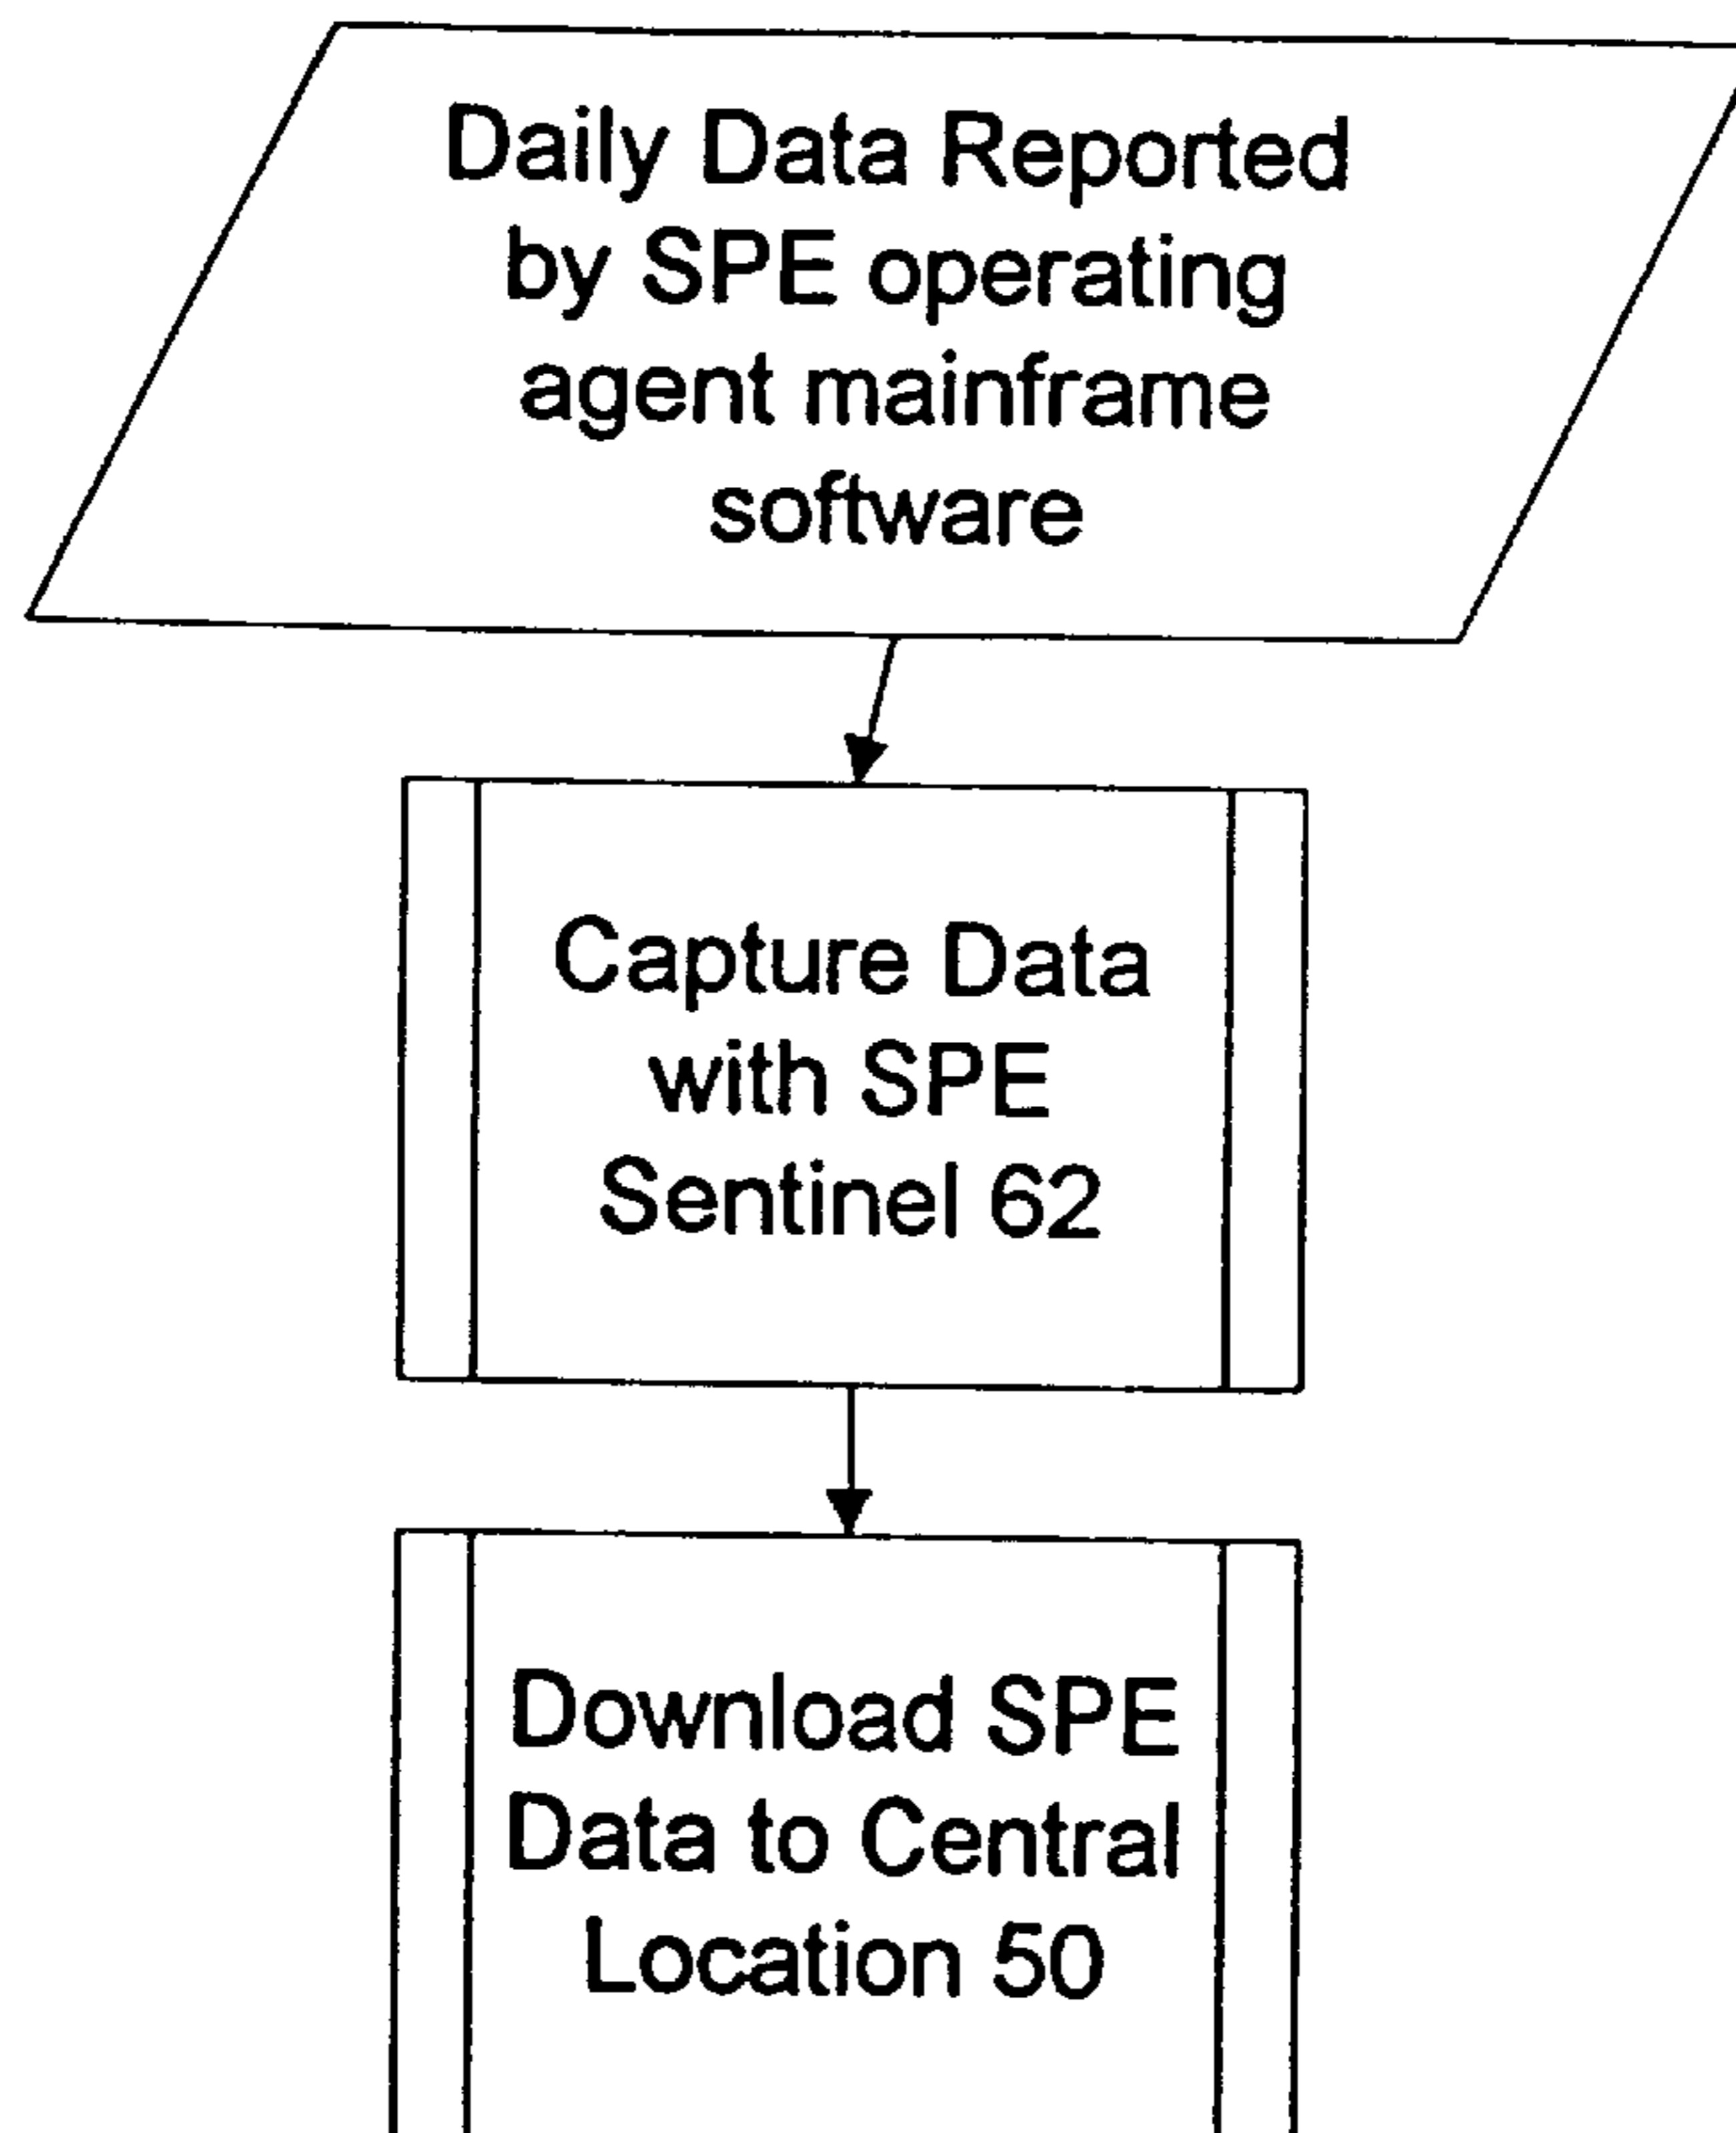 Daily Data Reported
by SPE operating
agent mainframe
software
Capture Data
with SPE
Sentinel 62
Download SPE
Data to Central
Location 50